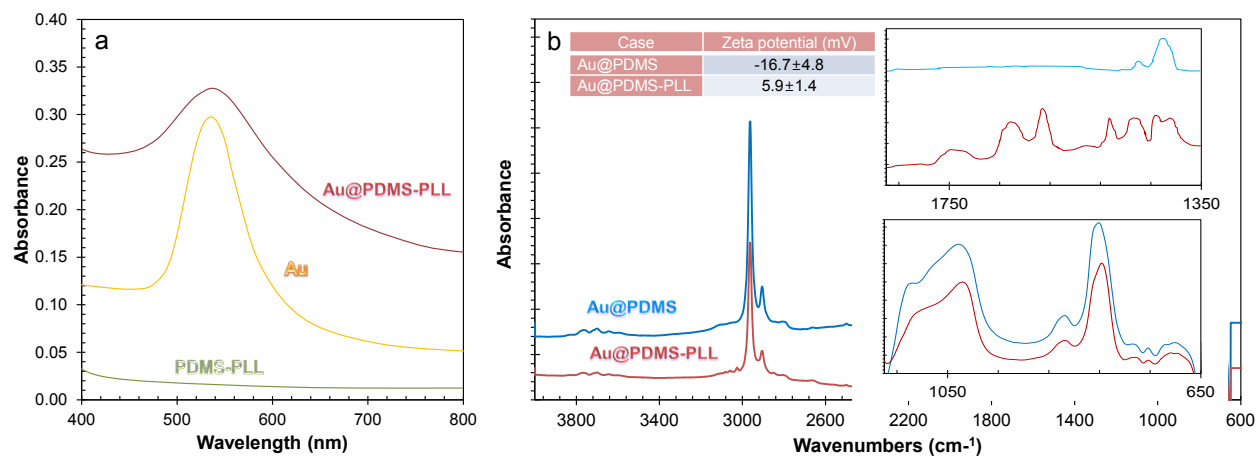 a
0.40
0.35
0.30
0.25
0.20
0.15
0.10
0.05
0.00
Absorbance
Au@PDMS-PLL
Au
PDMS-PLL
400 500 600 700 800
Wavelength (nm)
b
Case Zeta potential (mV)
Au@PDMS -16.7±4.8
Au@PDMS-PLL 5.9±1.4
Absorbance
Au@PDMS
Au@PDMS-PLL
1750 1350
1050 650
3800 3400 3000 2600 2200 1800 1400 1000 600
Wavenumbers (cm-¹)